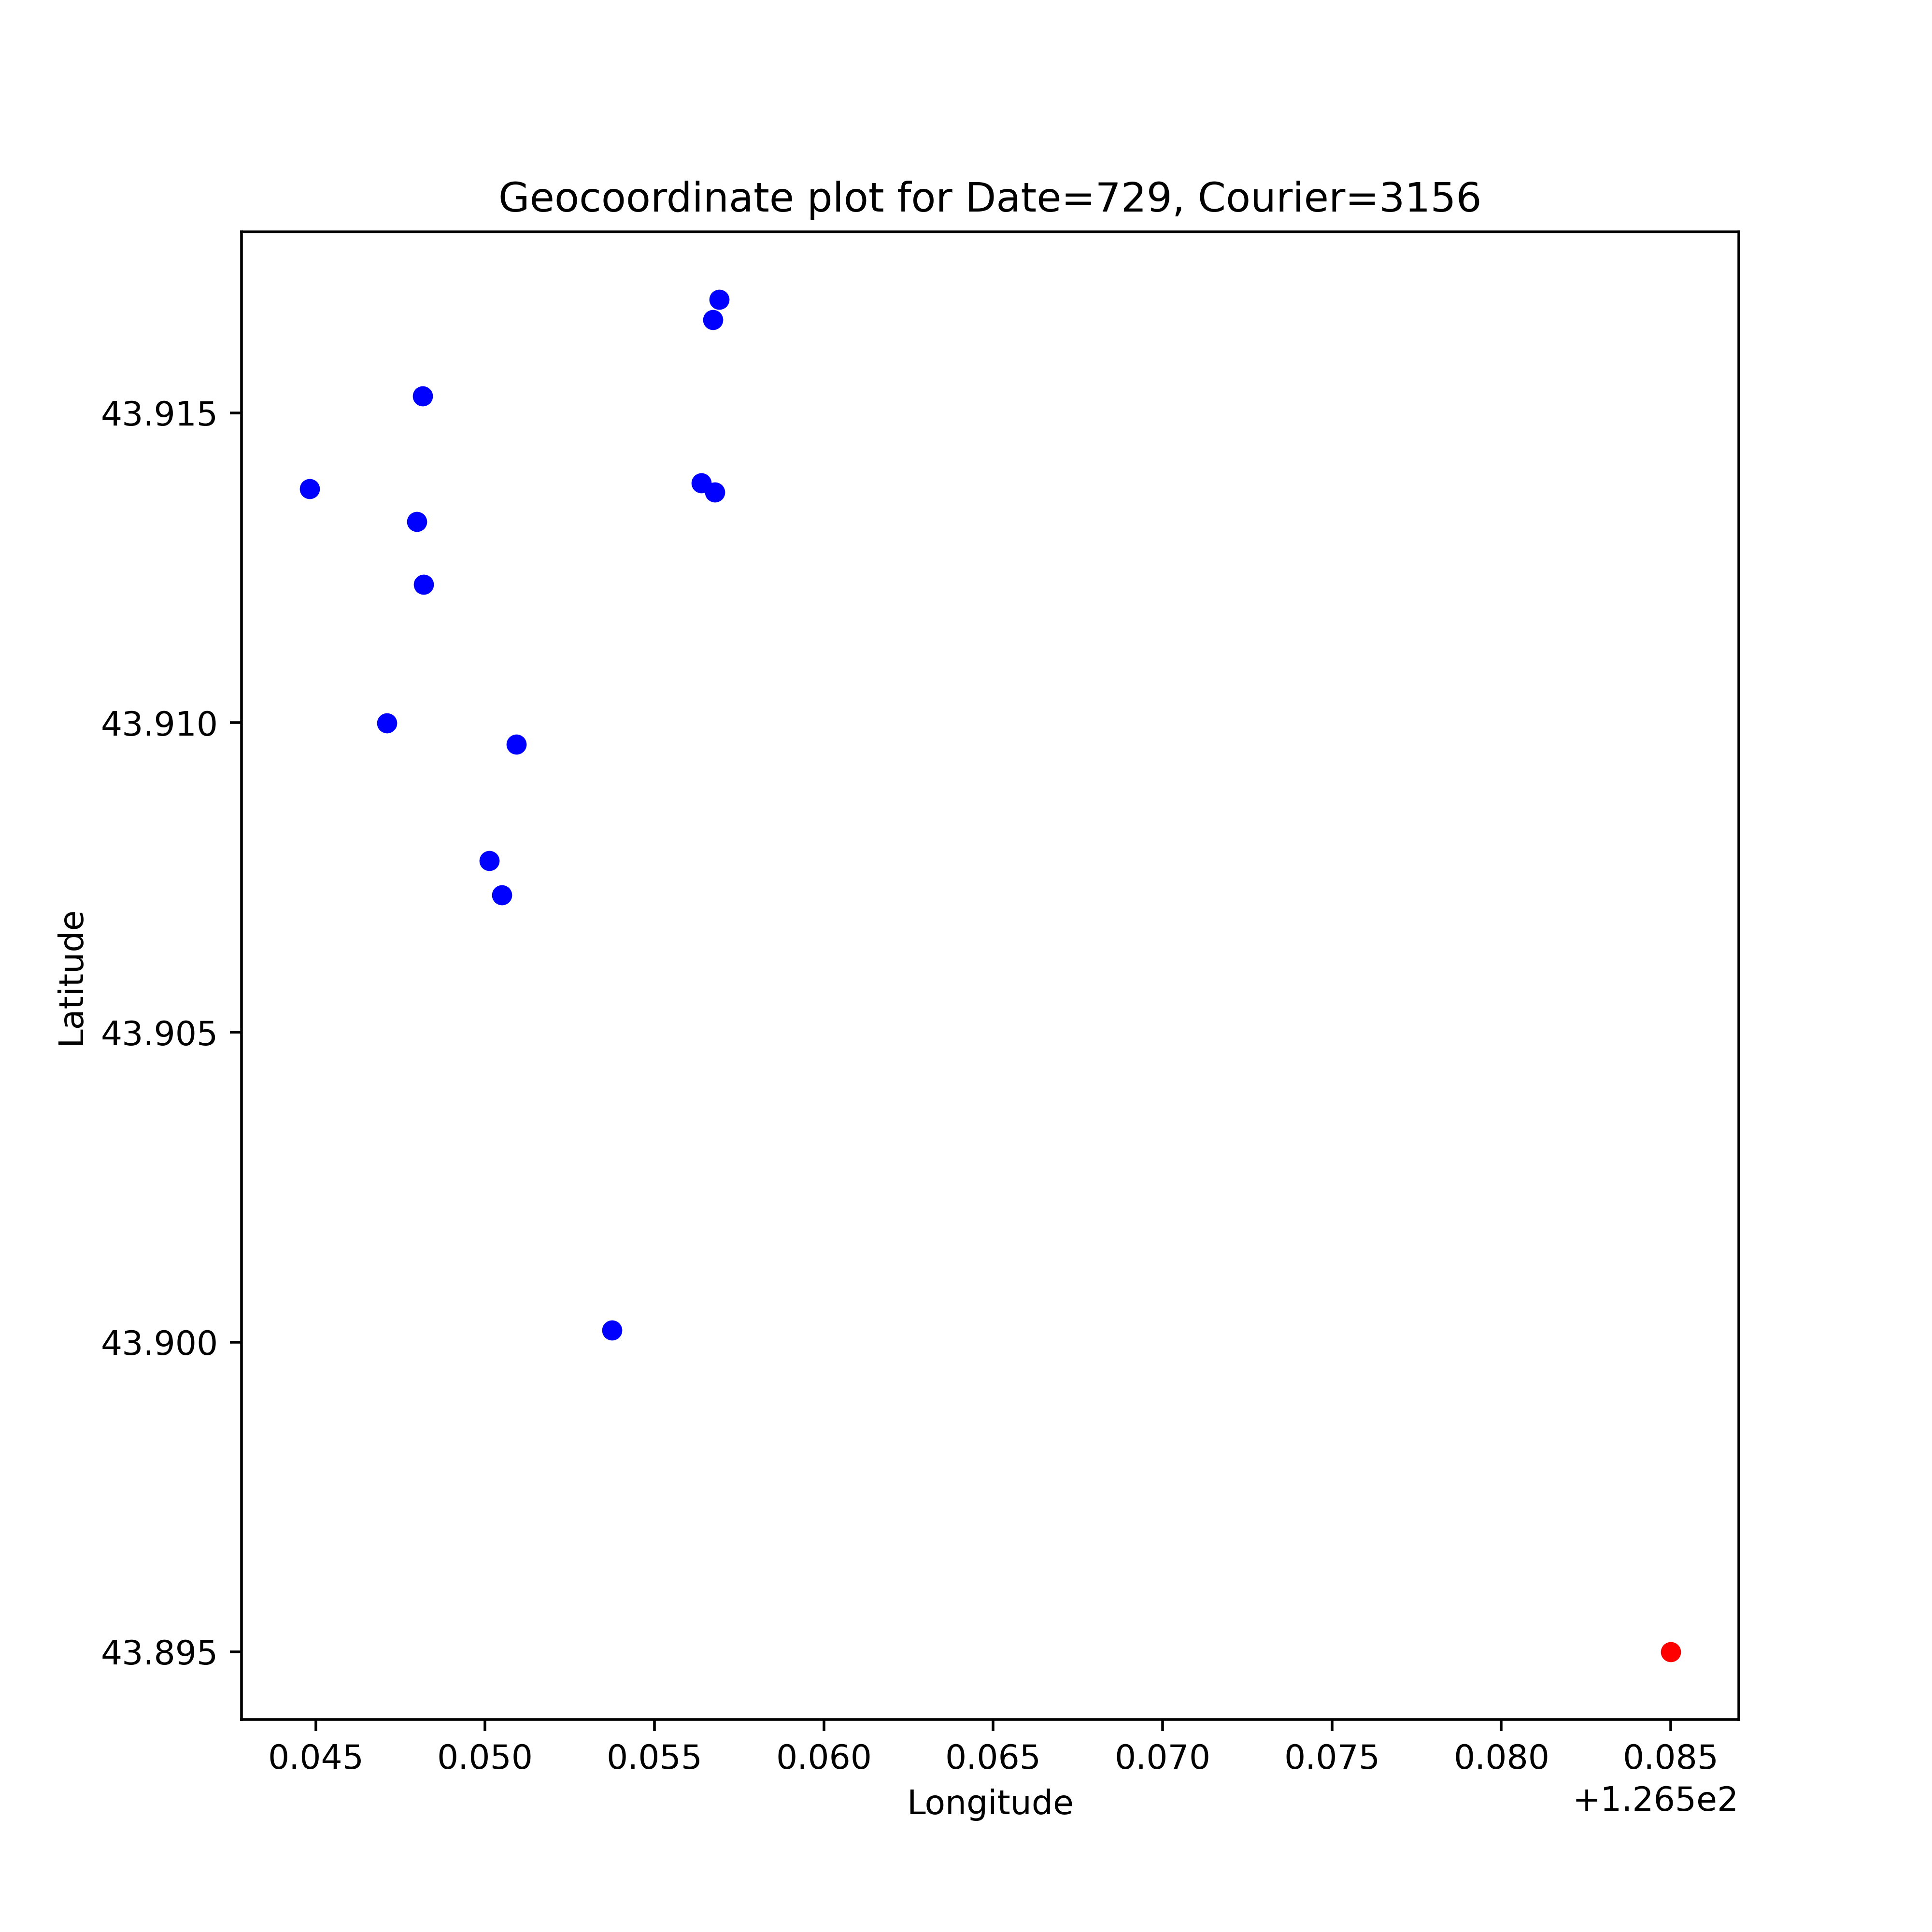 Geocoordinate plot for Date=729, Courier=3156
43.915
43.910
43.905
43.900
43.895
Latitude
0.045 0.050 0.055 0.060 0.065 0.070 0.075 0.080 0.085
+1.265e2
Longitude